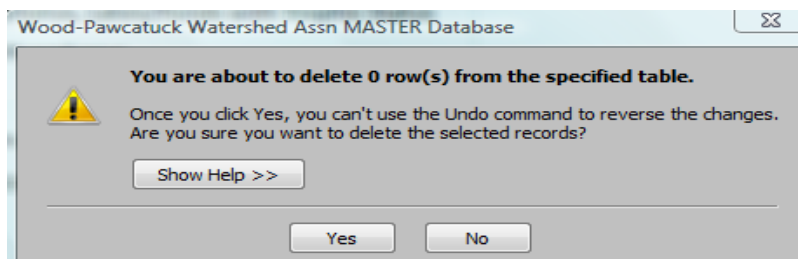 Wood-Pawcatuck Watershed Assn MASTER Database
You are about to delete 0 row(s) from the specified table.
Once you click Yes, you can't use the Undo command to reverse the changes.
Are you sure you want to delete the selected records?
Show Help >>
Yes
No